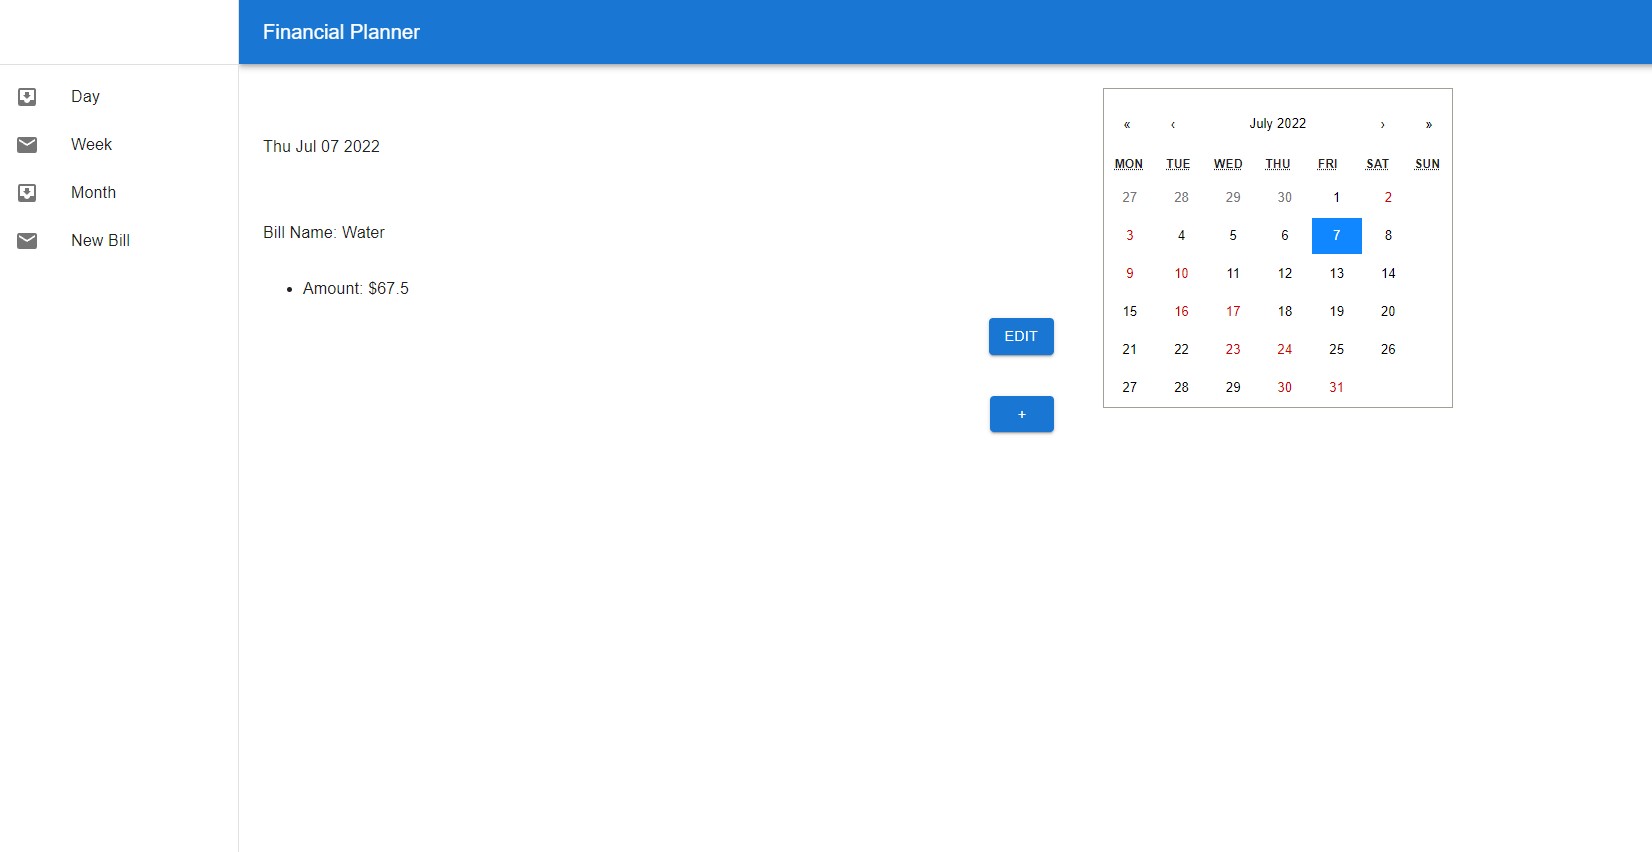 Financial Planner
Day
Week
Month
New Bill
Thu Jul 07 2022
Bill Name: Water
• Amount: $67.5
EDIT
+
« ‹ July 2022 › »
MON TUE WED THU FRI SAT SUN
27 28 29 30 1 2
3 4 5 6 7 8
9 10 11 12 13 14
15 16 17 18 19 20
21 22 23 24 25 26
27 28 29 30 31